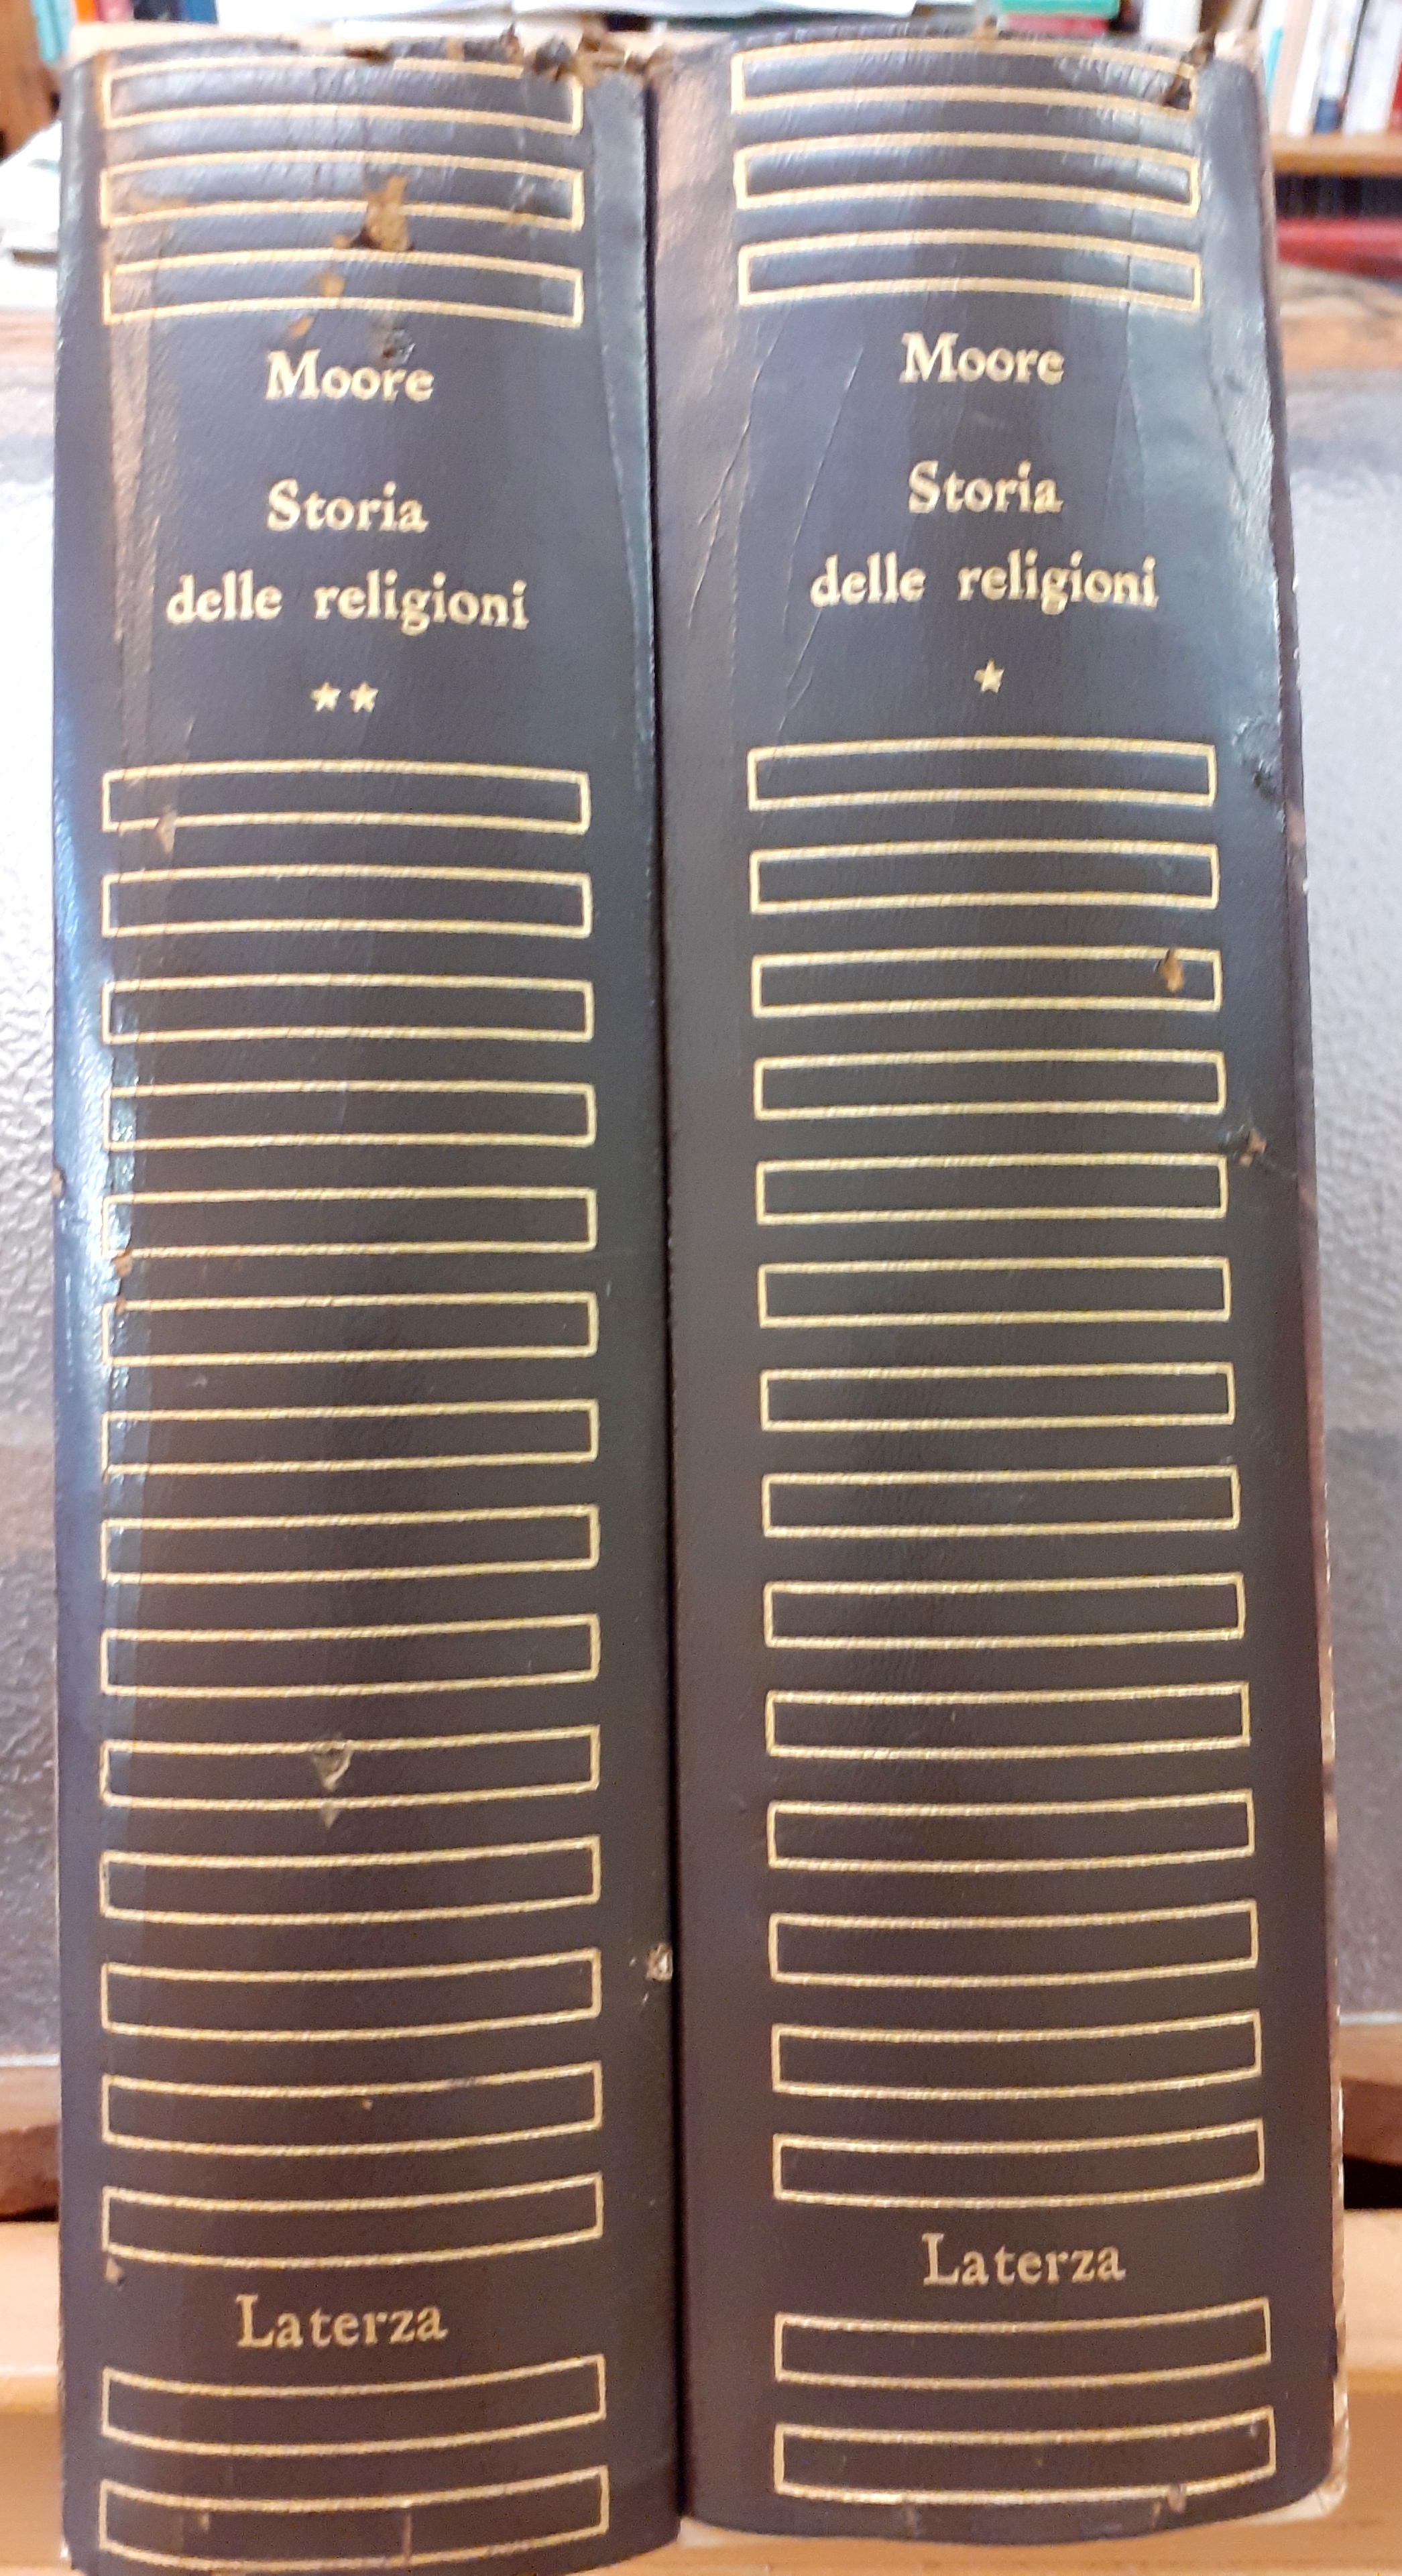 Moore
Storia
delle religioni
★★
Laterza
Moore
Storia
delle religioni
★
Laterza